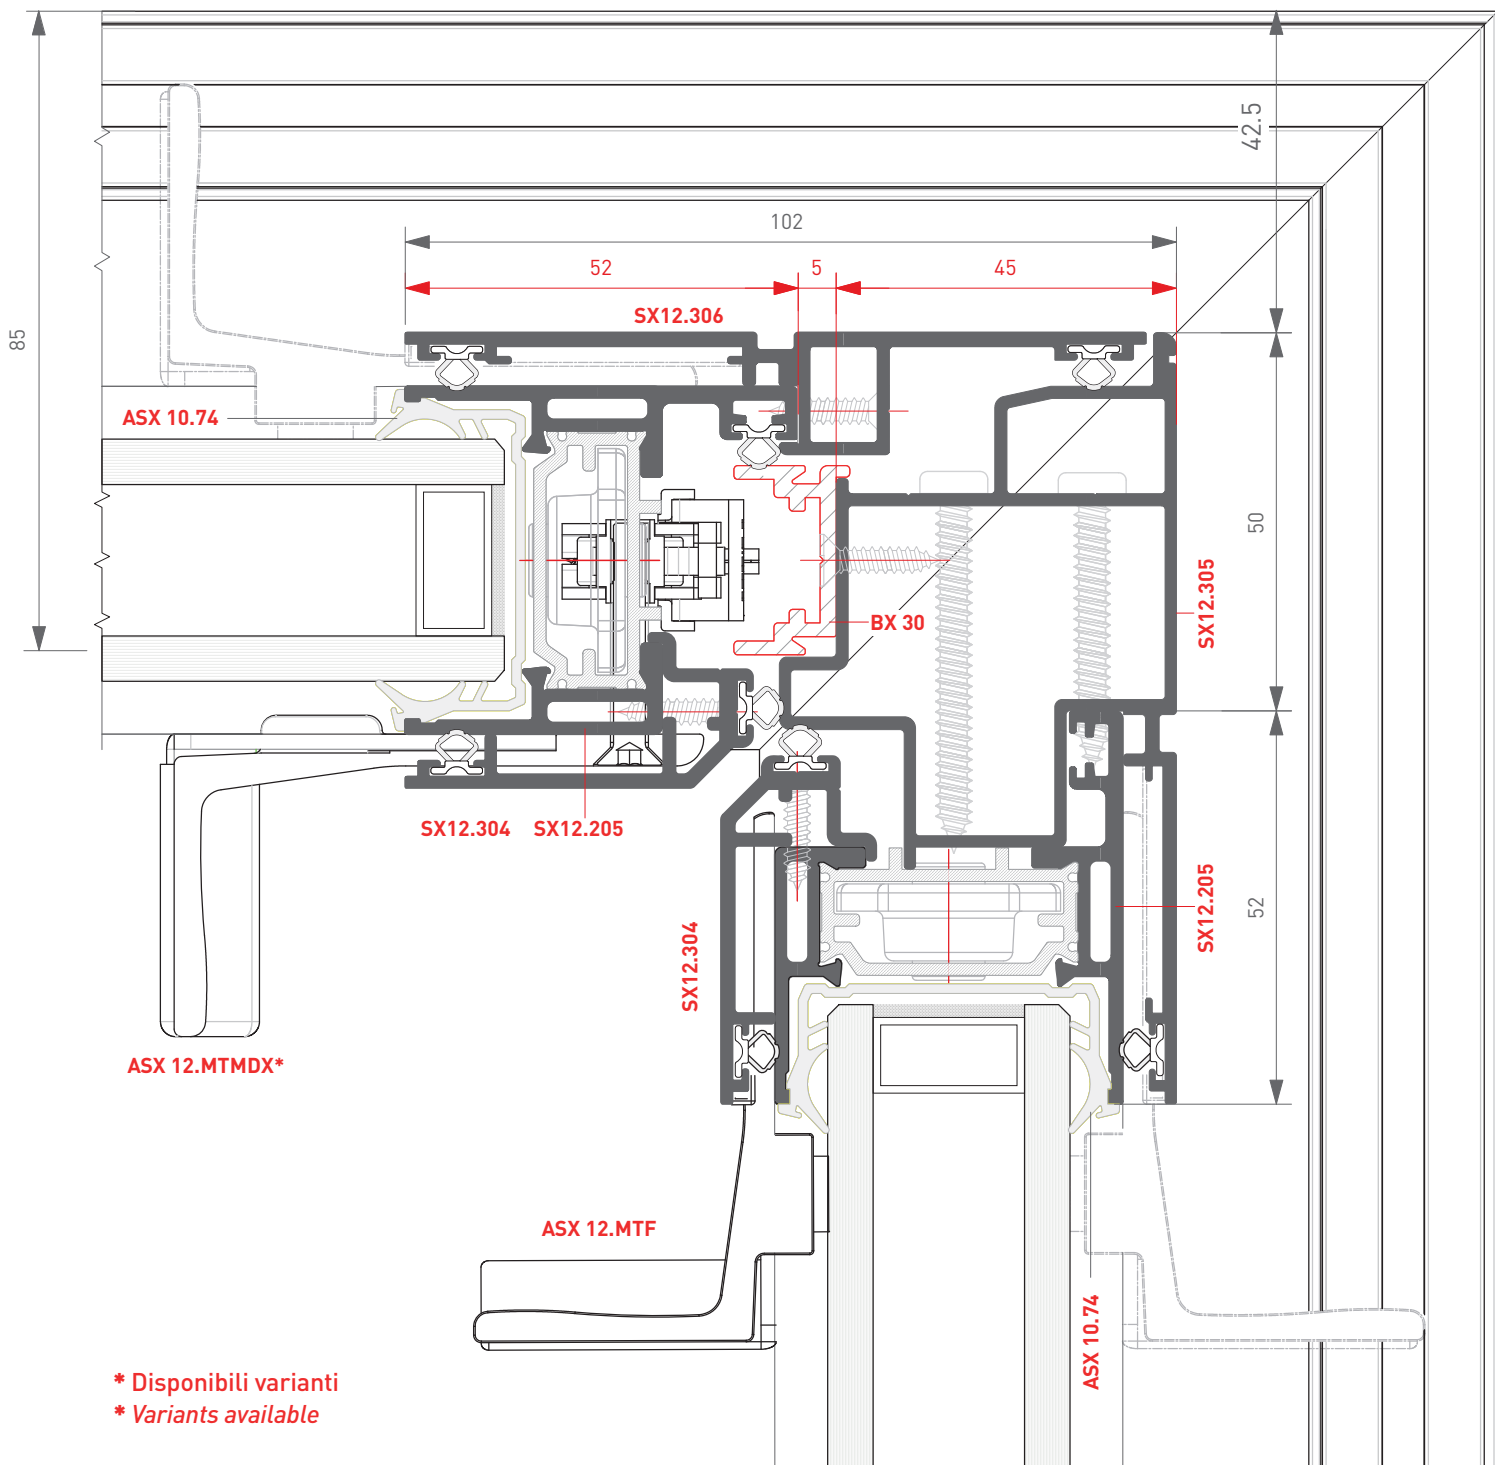 42.5
102
52
5
45
SX12.306
85
ASX 10.74
50
SX12.305
BX 30
SX12.304
SX12.205
SX12.205
52
SX12.304
ASX 12.MTMDX*
ASX 12.MTF
ASX 10.74
* Disponibili varianti
* Variants available